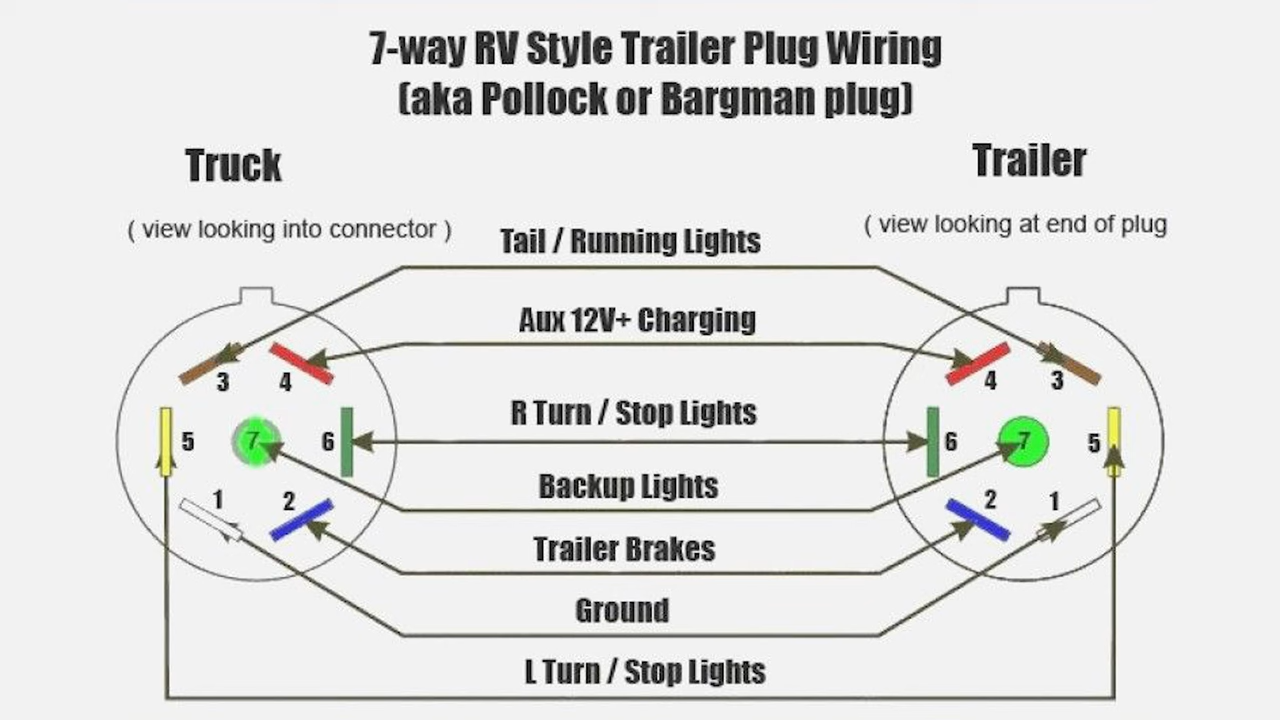 7-way RV Style Trailer Plug Wiring
(aka Pollock or Bargman plug)
Truck
Trailer
( view looking into connector )
( view looking at end of plug
Tail / Running Lights
Aux 12V+ Charging
3
4
4
3
R Turn / Stop Lights
5
7
6
6
7
5
Backup Lights
1
2
2
1
Trailer Brakes
Ground
L Turn / Stop Lights